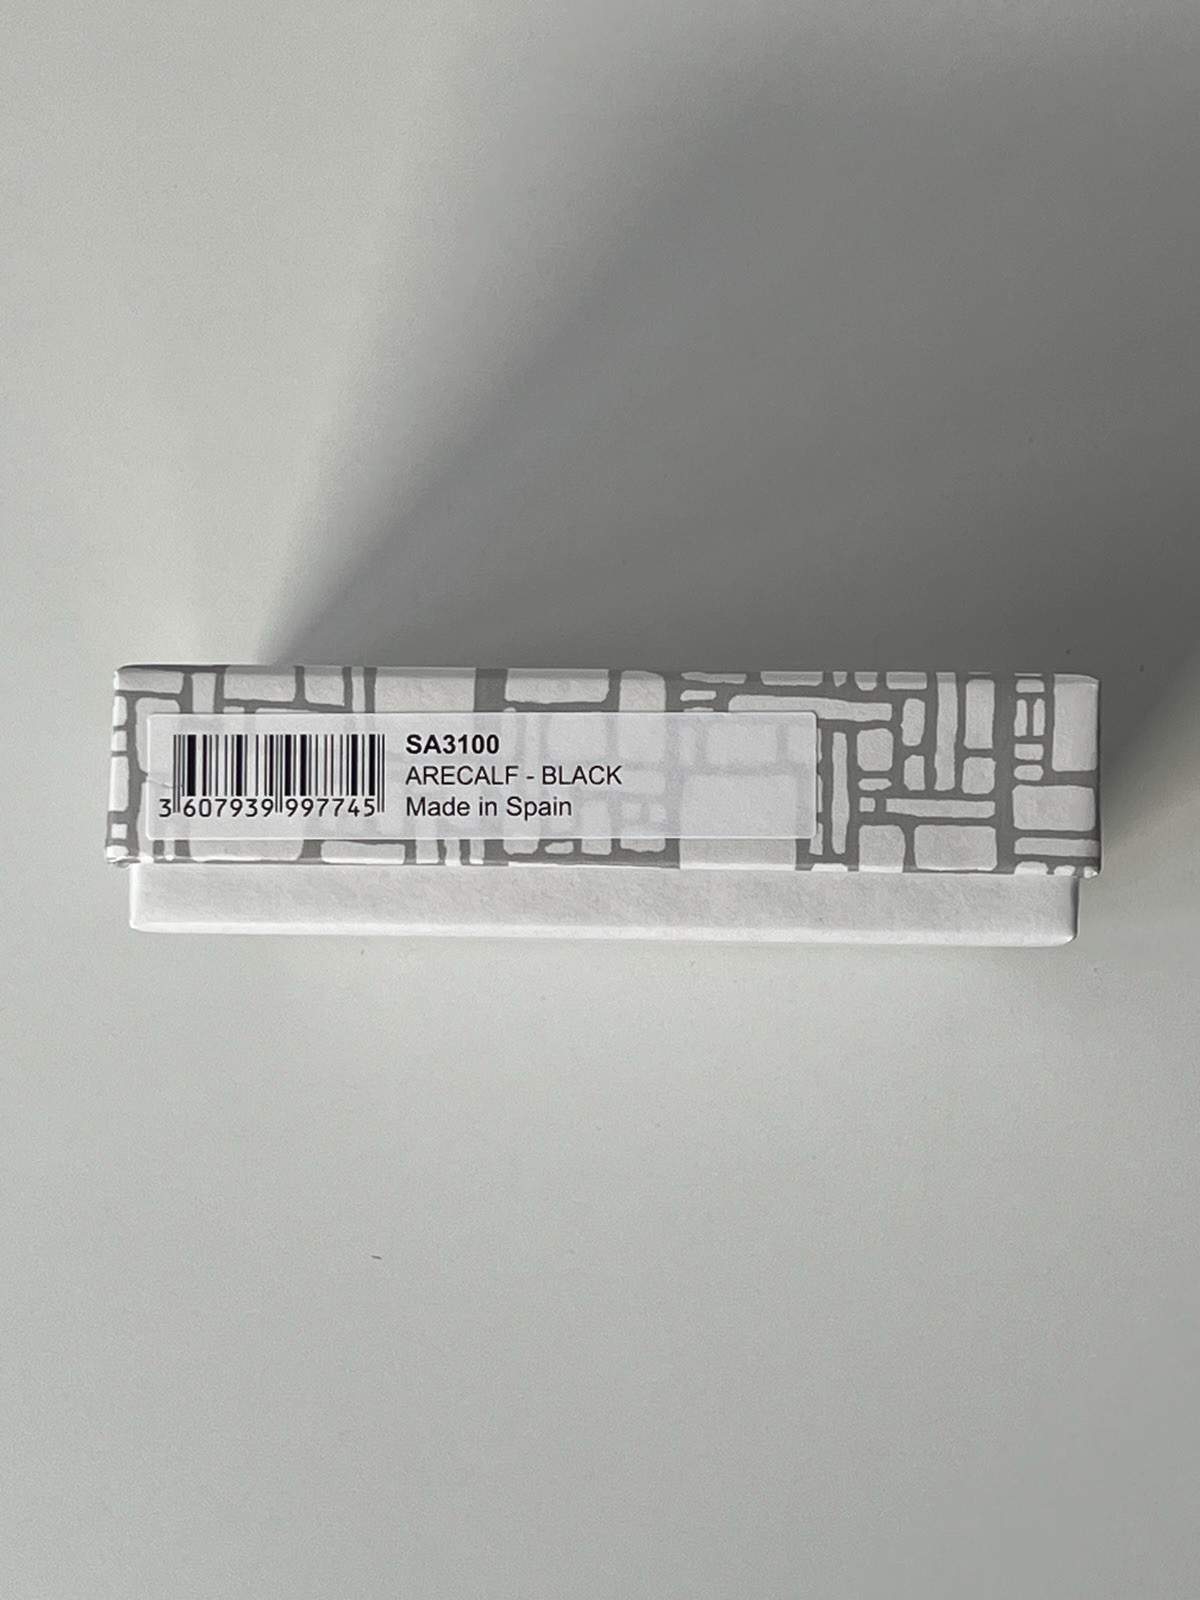 SA3100
ARECALF - BLACK
Made in Spain
3 607939 997745